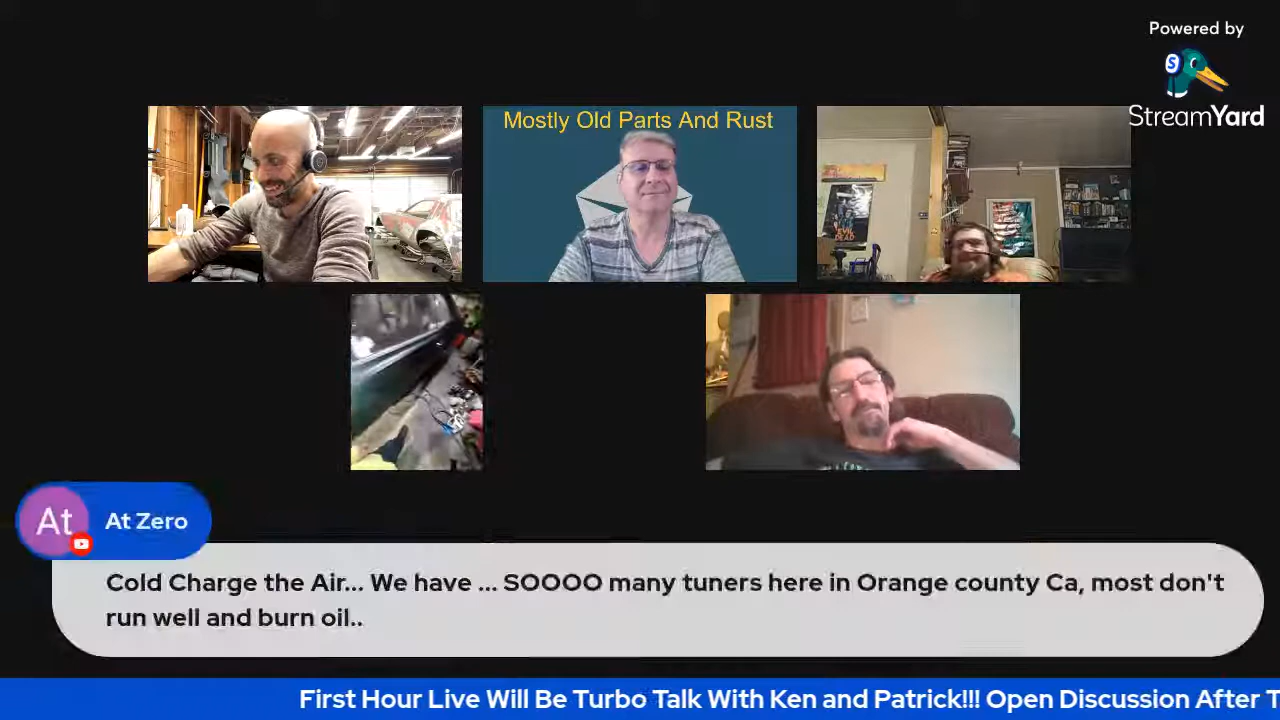 Powered by
S
StreamYard
Mostly Old Parts And Rust
EVIL
DEAD
At
At Zero
Cold Charge the Air... We have ... SOOOO many tuners here in Orange county Ca, most don't
run well and burn oil..
First Hour Live Will Be Turbo Talk With Ken and Patrick!!! Open Discussion After T